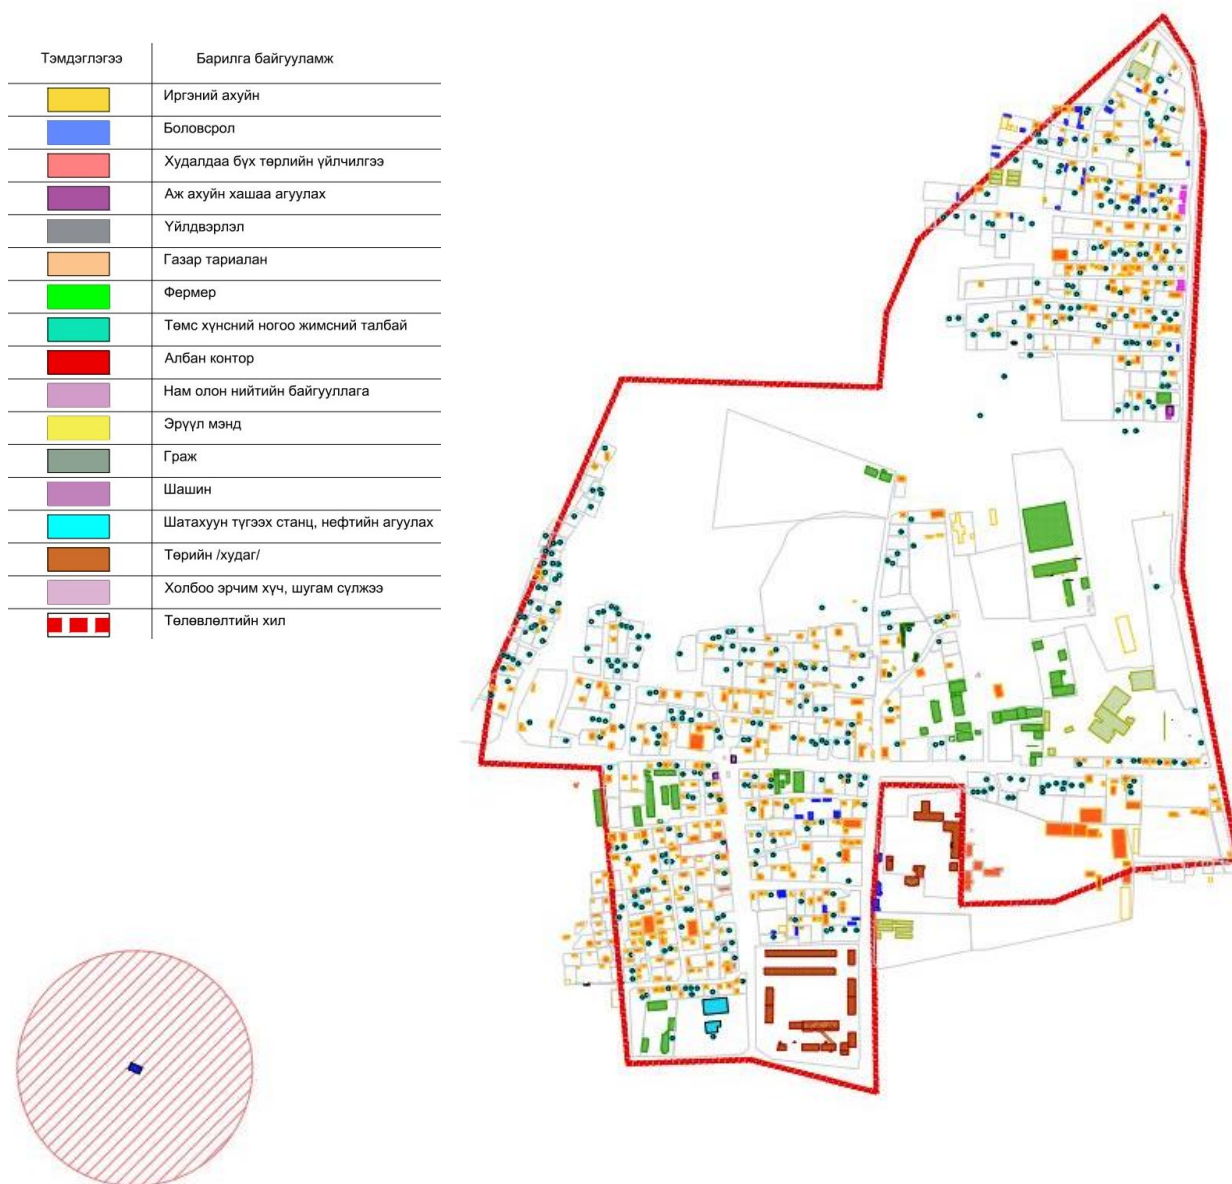 Тэмдэглэгээ Барилга байгууламж
Иргэний ахуйн
Боловсрол
Худалдаа бүх төрлийн үйлчилгээ
Аж ахуйн хашаа агуулах
Үйлдвэрлэл
Газар тариалан
Фермер
Төмс хүнсний ногоо жимсний талбай
Албан контор
Нам олон нийтийн байгууллага
Эрүүл мэнд
Граж
Шашин
Шатахуун түгээх станц, нефтийн агуулах
Төрийн /худаг/
Холбоо эрчим хүч, шугам сүлжээ
Төлөвлөлтийн хил